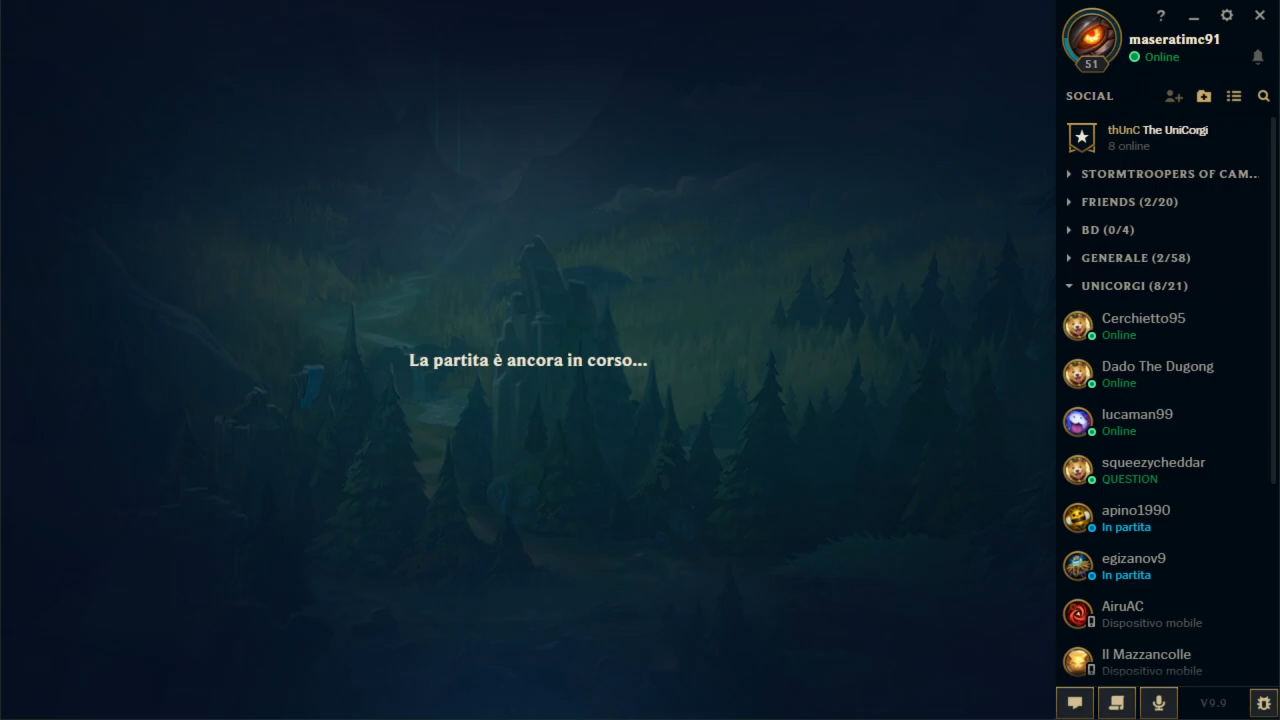 ?
maseratimc91
51
Online
SOCIAL
thUnC The UniCorgi
8 online
STORMTROOPERS OF CAM...
FRIENDS (2/20)
BD (0/4)
GENERALE (2/58)
UNICORGI (8/21)
Cerchietto95
Online
La partita è ancora in corso...
Dado The Dugong
Online
lucaman99
Online
squeezycheddar
QUESTION
apino1990
In partita
egizanov9
In partita
AiruAC
Dispositivo mobile
Il Mazzancolle
Dispositivo mobile
V9.9